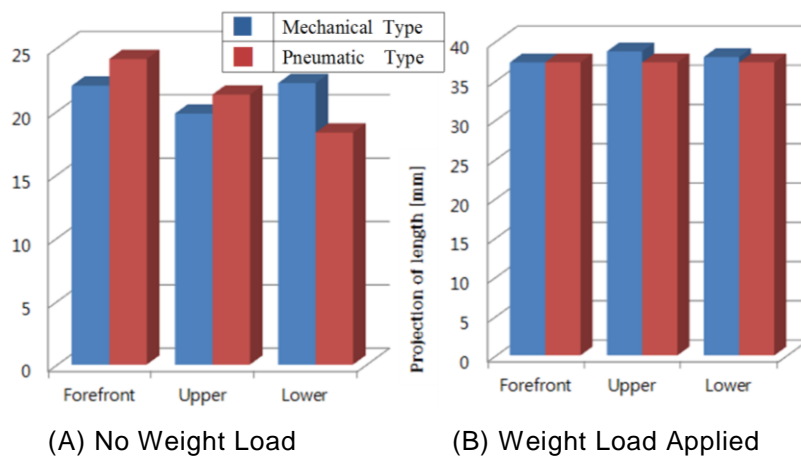 Mechanical Type
Pneumatic Type
25
20
15
10
5
0
Forefront Upper Lower
(A) No Weight Load
Projection of length [mm]
40
35
30
25
20
15
10
5
0
Forefront Upper Lower
(B) Weight Load Applied